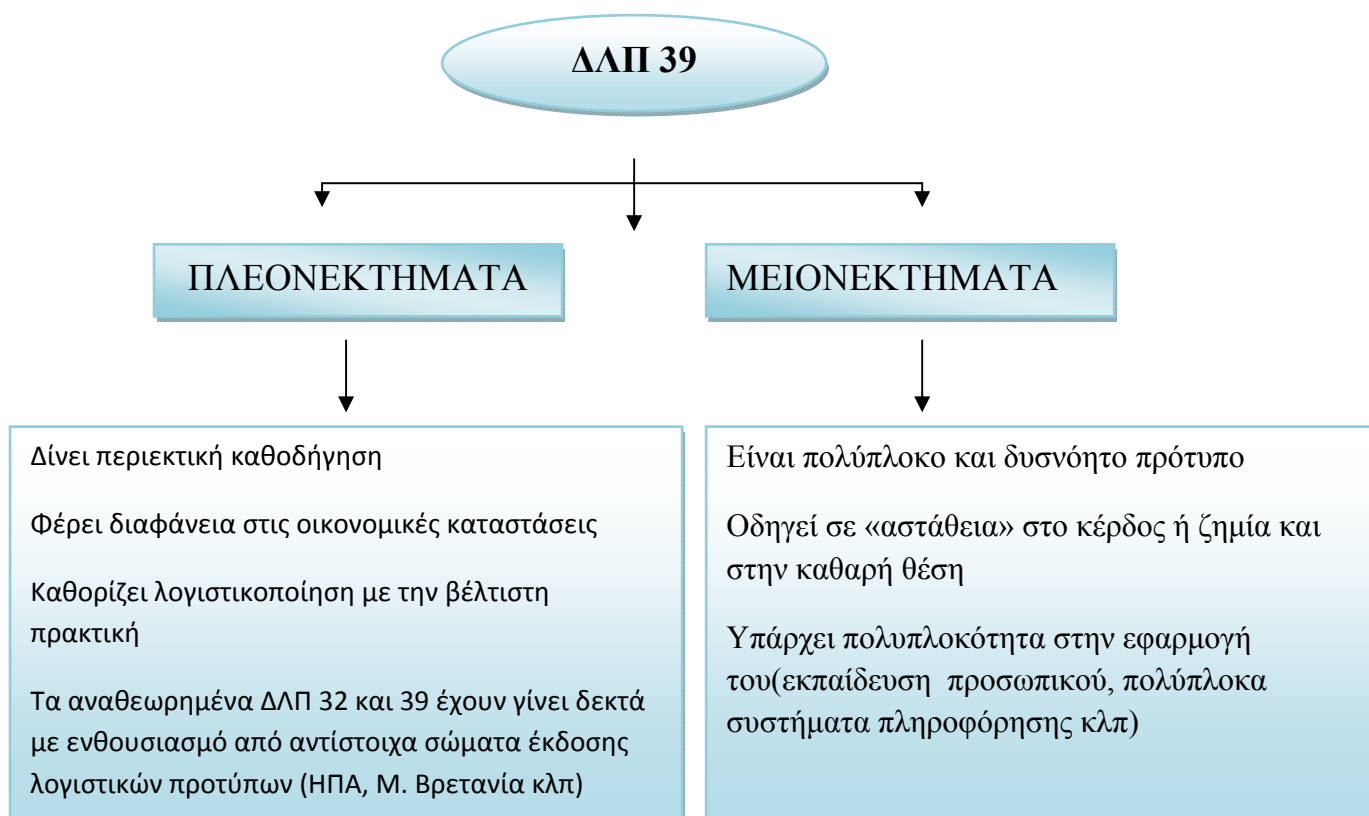 ΔΛΠ 39
ΠΛΕΟΝΕΚΤΗΜΑΤΑ
ΜΕΙΟΝΕΚΤΗΜΑΤΑ
Δίνει περιεκτική καθοδήγηση
Φέρει διαφάνεια στις οικονομικές καταστάσεις
Καθορίζει λογιστικοποίηση με την βέλτιστη
πρακτική
Τα αναθεωρημένα ΔΛΠ 32 και 39 έχουν γίνει δεκτά
με ενθουσιασμό από αντίστοιχα σώματα έκδοσης
λογιστικών προτύπων (ΗΠΑ, Μ. Βρετανία κλπ)
Είναι πολύπλοκο και δυσνόητο πρότυπο
Οδηγεί σε «αστάθεια» στο κέρδος ή ζημία και
στην καθαρή θέση
Υπάρχει πολυπλοκότητα στην εφαρμογή
του(εκπαίδευση προσωπικού, πολύπλοκα
συστήματα πληροφόρησης κλπ)